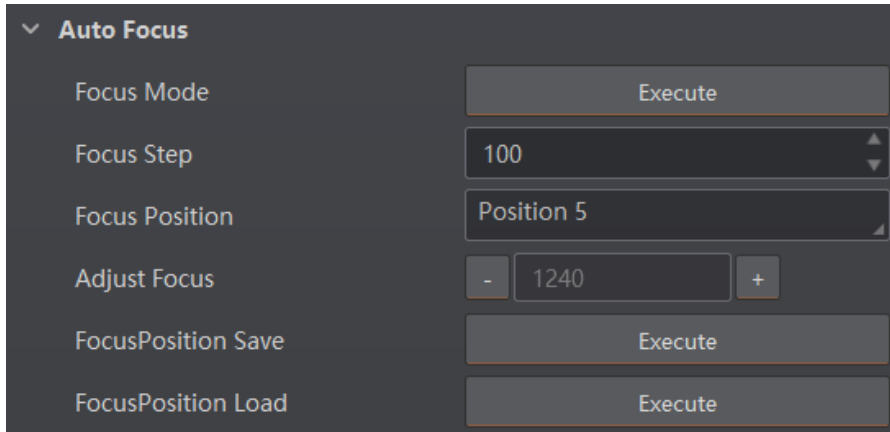 Auto Focus
Focus Mode Execute
Focus Step 100
Focus Position Position 5
Adjust Focus - 1240 +
FocusPosition Save Execute
FocusPosition Load Execute